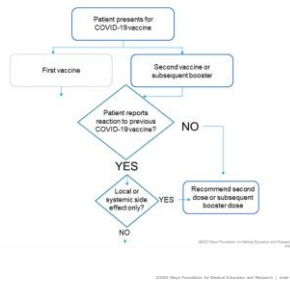 Patient presents for
COVID-19 vaccine
First vaccine
Second vaccine or
subsequent booster
Patient reports
reaction to previous
COVID-19 vaccine?
NO
YES
Local or
systemic side
effect only?
YES
Recommend second
dose or subsequent
booster dose
NO
©2022 Mayo Foundation for Medical Education and Research
©2022 Mayo Foundation for Medical Education and Research | slide-